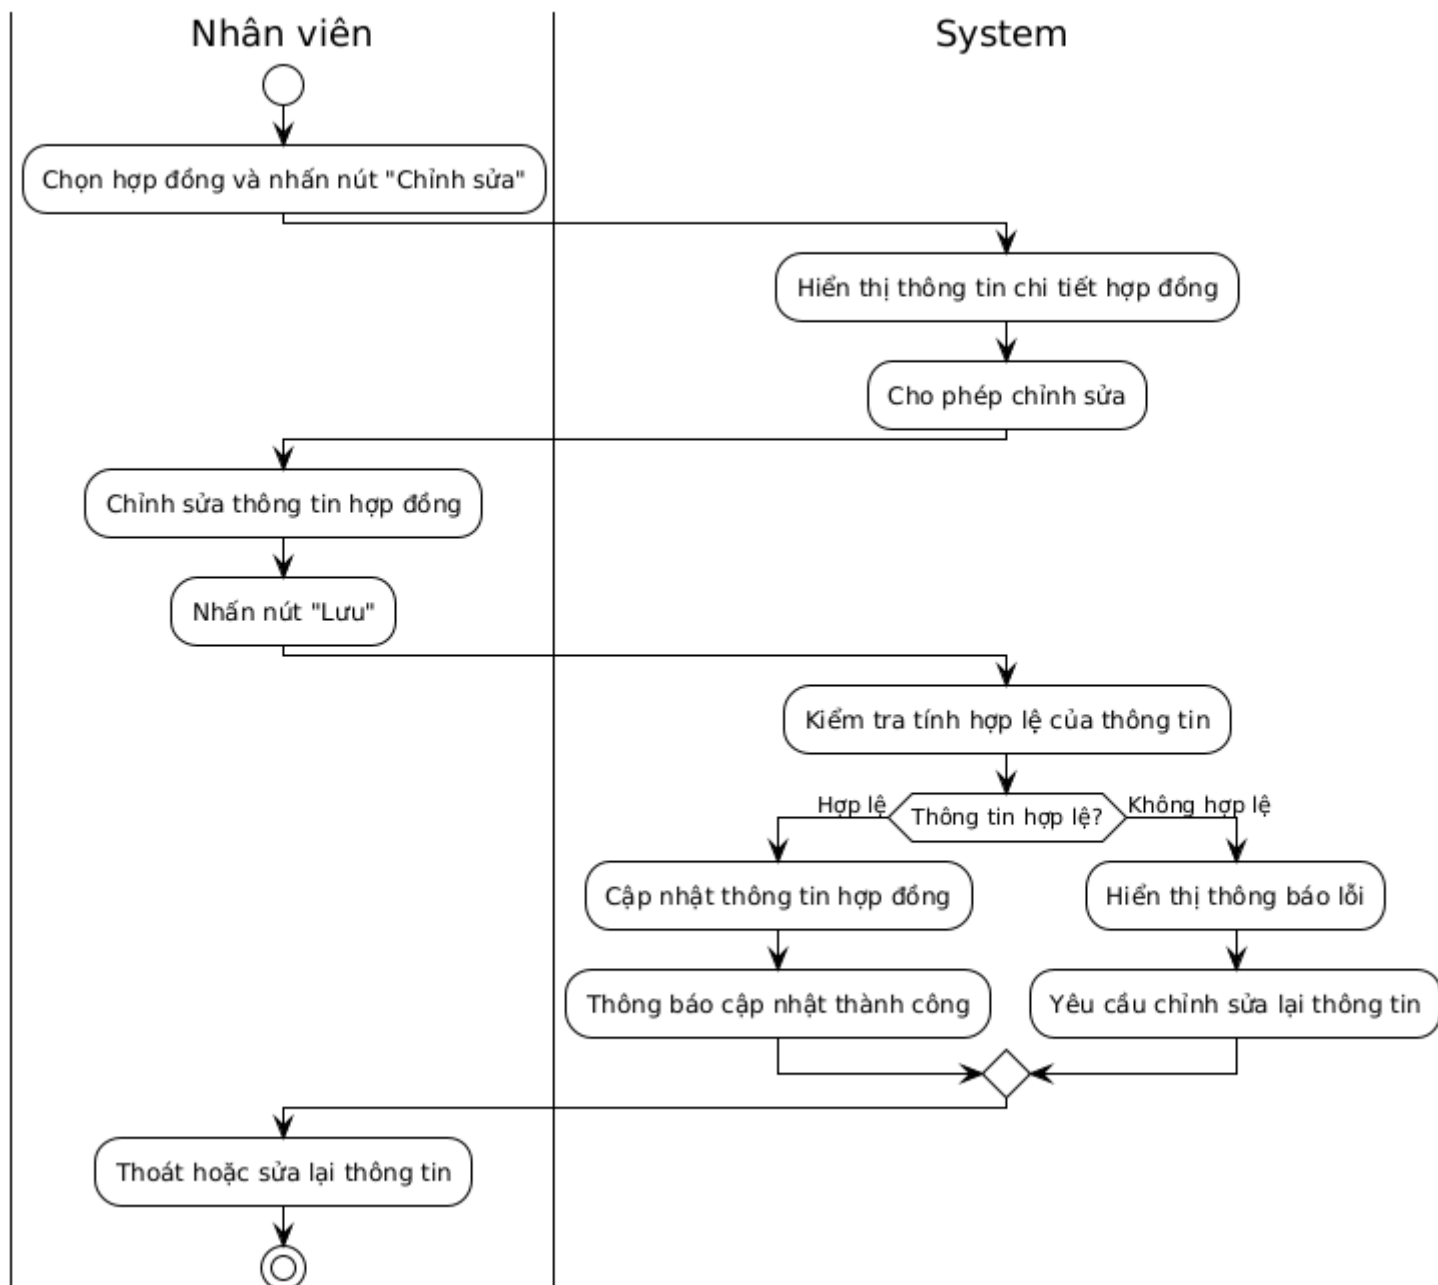 Nhân viên
System
Chọn hợp đồng và nhấn nút "Chỉnh sửa"
Hiển thị thông tin chi tiết hợp đồng
Cho phép chỉnh sửa
Chỉnh sửa thông tin hợp đồng
Nhấn nút "Lưu"
Kiểm tra tính hợp lệ của thông tin
Hợp lệ
Thông tin hợp lệ?
Không hợp lệ
Cập nhật thông tin hợp đồng
Hiển thị thông báo lỗi
Thông báo cập nhật thành công
Yêu cầu chỉnh sửa lại thông tin
Thoát hoặc sửa lại thông tin